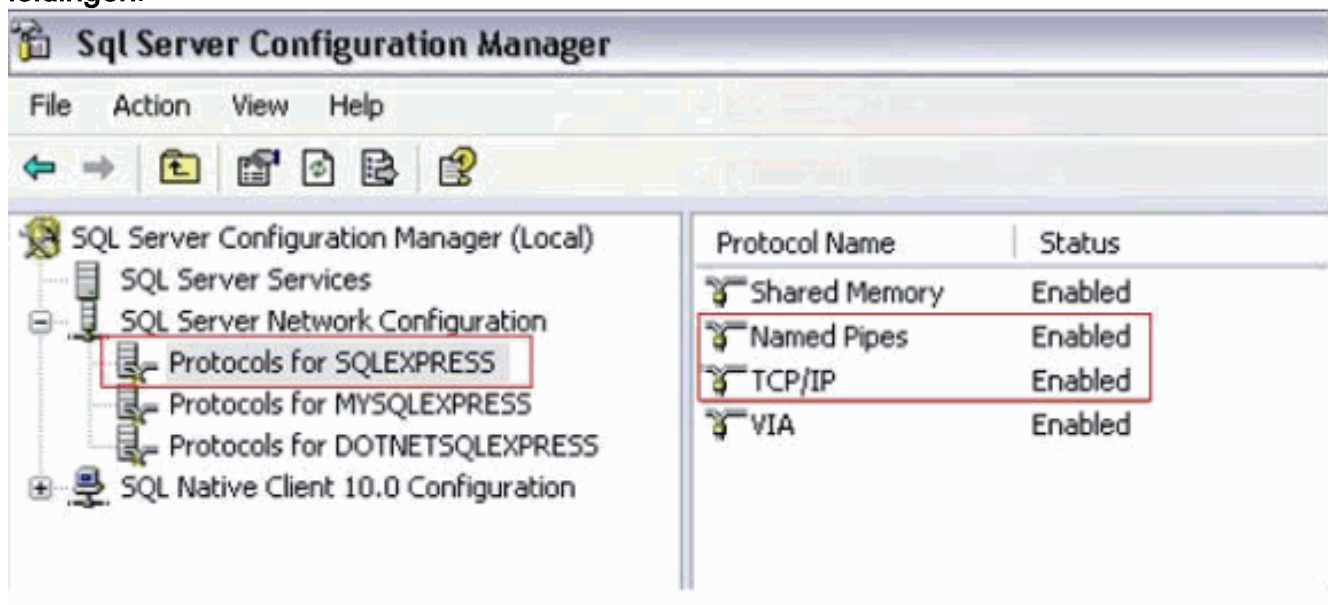 Sql Server Configuration Manager
File Action View Help
SQL Server Configuration Manager (Local)
SQL Server Services
SQL Server Network Configuration
Protocols for SQLEXPRESS
Protocols for MYSQLEXPRESS
Protocols for DOTNETSQLEXPRESS
SQL Native Client 10.0 Configuration
Protocol Name Status
Shared Memory Enabled
Named Pipes Enabled
TCP/IP Enabled
VIA Enabled